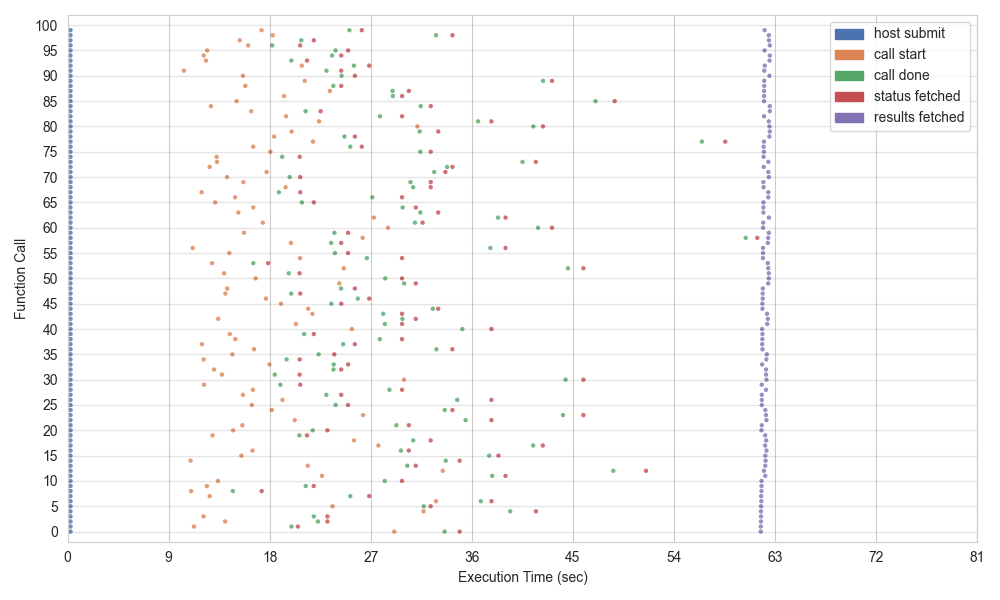 100
95
90
85
80
75
70
65
60
55
50
45
40
35
30
25
20
15
10
5
0
Function Call
host submit
call start
call done
status fetched
results fetched
0 9 18 27 36 45 54 63 72 81
Execution Time (sec)